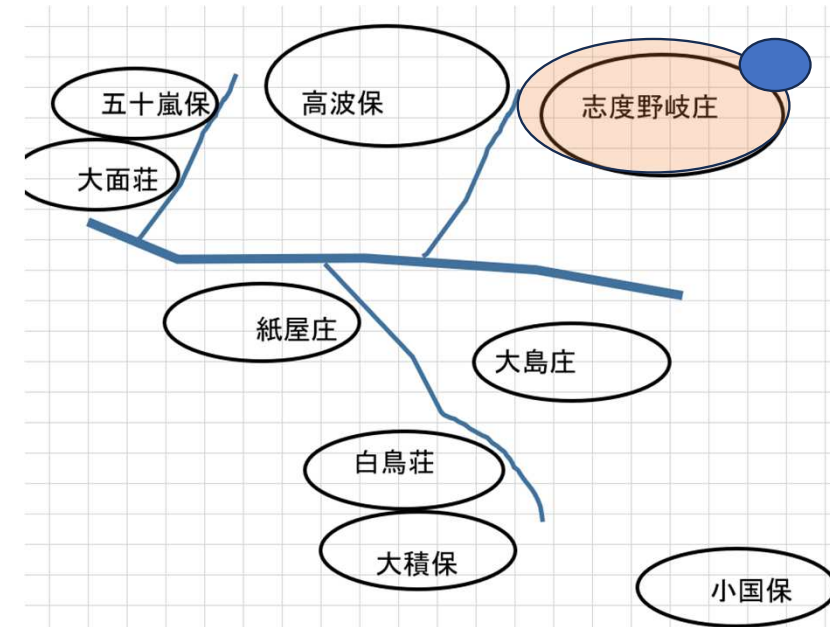 五十嵐保
高波保
志度野岐庄
大面荘
紙屋庄
大島庄
白鳥荘
大積保
小国保